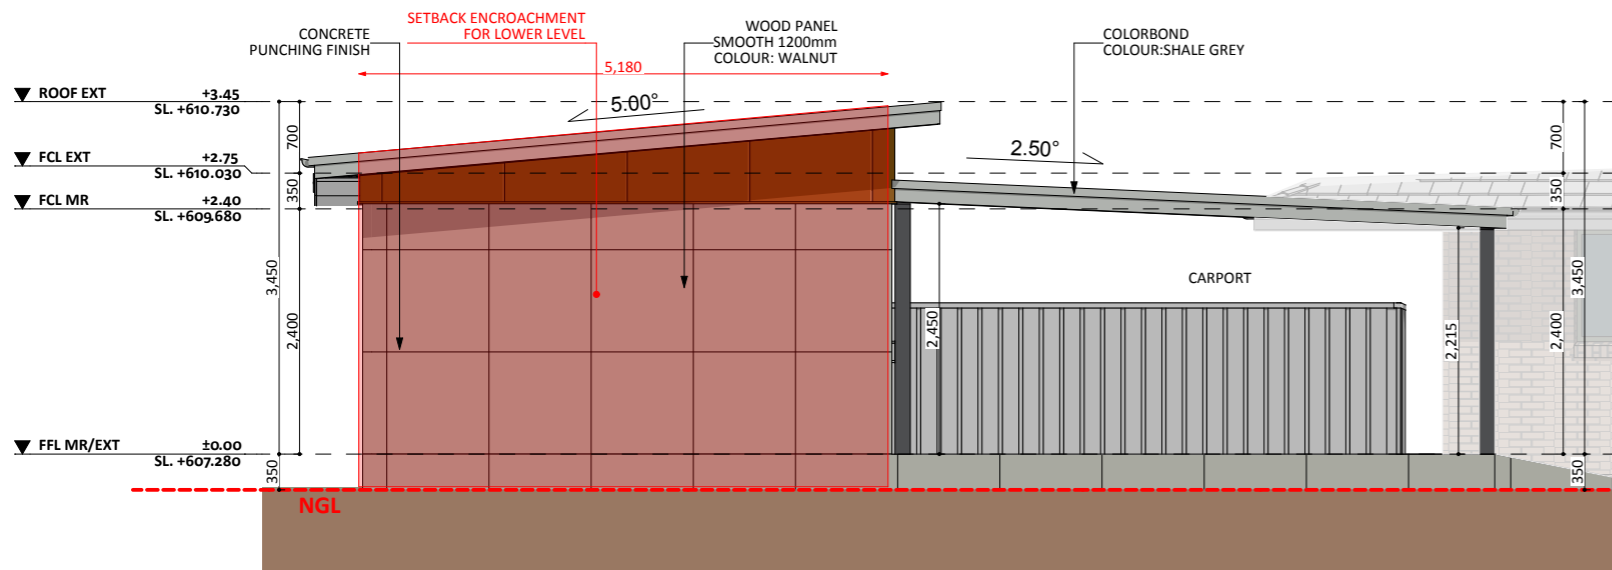 SETBACK ENCROACHMENT
FOR LOWER LEVEL
CONCRETE
PUNCHING FINISH
WOOD PANEL
SMOOTH 1200mm
COLOUR: WALNUT
COLORBOND
COLOUR:SHALE GREY
5,180
ROOF EXT +3.45
SL. +610.730
5.00°
700
700
FCL EXT +2.75
SL. +610.030
2.50°
350
350
FCL MR +2.40
SL. +609.680
3,450
3,450
CARPORT
2,400
2,450
2,215
2,400
FFL MR/EXT ±0.00
SL. +607.280
350
350
NGL